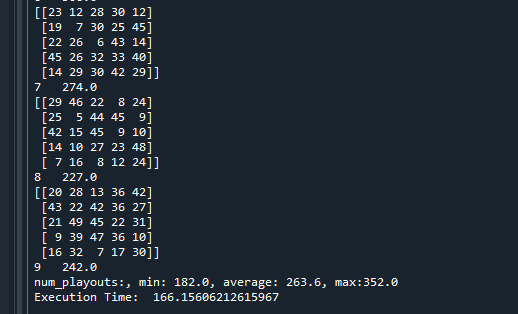 [[23 12 28 30 12]
[19 7 30 25 45]
[22 26 6 43 14]
[45 26 32 33 40]
[14 29 30 42 29]]
7 274.0
[[29 46 22 8 24]
[25 5 44 45 9]
[42 15 45 9 10]
[14 10 27 23 48]
[ 7 16 8 12 24]]
8 227.0
[[20 28 13 36 42]
[43 22 42 36 27]
[21 49 45 22 31]
[ 9 39 47 36 10]
[16 32 7 17 30]]
9 242.0
num_playouts:, min: 182.0, average: 263.6, max:352.0
Execution Time: 166.15606212615967